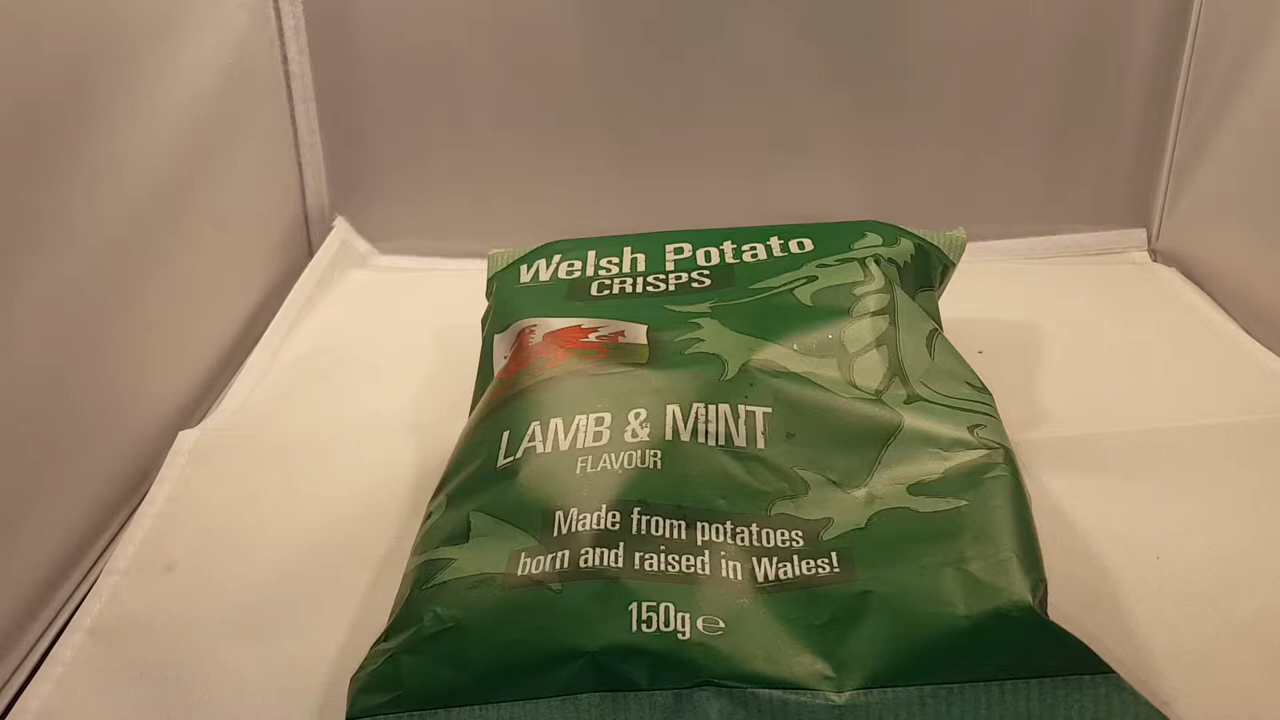 Welsh Potato
CRISPS
LAMB & MINT
FLAVOUR
Made from potatoes
born and raised in Wales!
150g℮